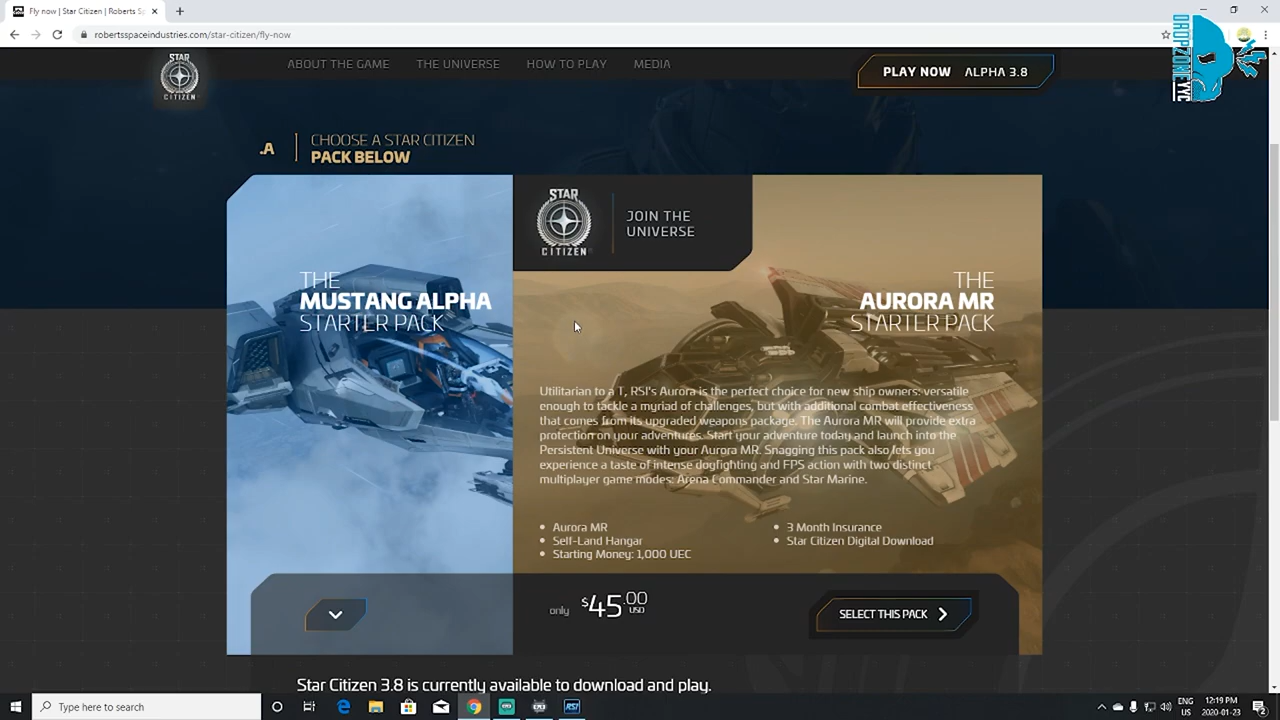 Fly now | Star Citizen | Roberts Sp
robertsspaceindustries.com/star-citizen/fly-now
STAR
CITIZEN
ABOUT THE GAME
THE UNIVERSE
HOW TO PLAY
MEDIA
PLAY NOW ALPHA 3.8
DROPZONE YYC
.A
CHOOSE A STAR CITIZEN
PACK BELOW
STAR
CITIZEN
JOIN THE
UNIVERSE
THE
MUSTANG ALPHA
STARTER PACK
THE
AURORA MR
STARTER PACK
Utilitarian to a T, RSI's Aurora is the perfect choice for new ship owners: versatile
enough to tackle a myriad of challenges, but with additional combat effectiveness
that comes from its upgraded weapons package. The Aurora MR will provide extra
protection on your adventures. Start your adventure today and launch into the
Persistent Universe with your Aurora MR. Snagging this pack also lets you
experience a taste of intense dogfighting and FPS action with two distinct
multiplayer game modes: Arena Commander and Star Marine.
• Aurora MR
• Self-Land Hangar
• Starting Money: 1,000 UEC
• 3 Month Insurance
• Star Citizen Digital Download
only $45.00 USD
SELECT THIS PACK
Star Citizen 3.8 is currently available to download and play.
Type here to search
RSI
ENG
US
12:19 PM
2020-01-23
2